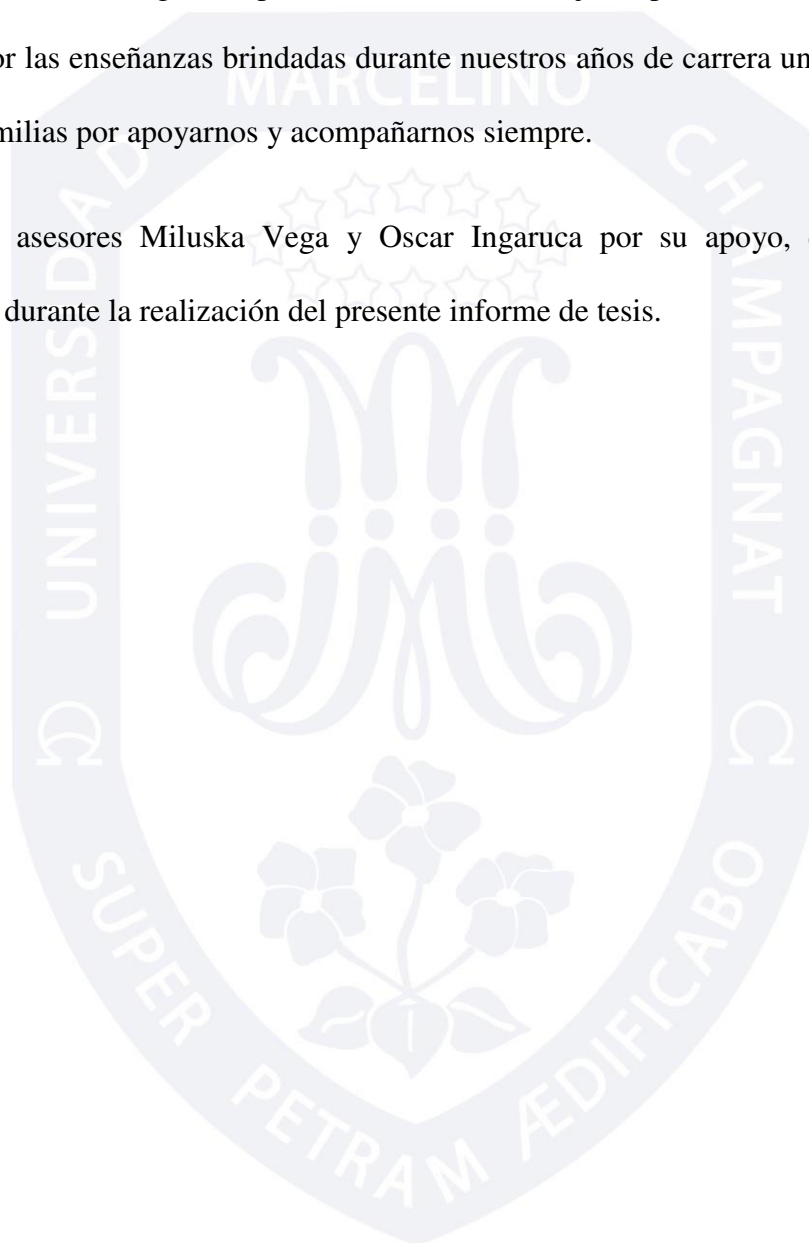 or las enseñanzas brindadas durante nuestros años de carrera un
milias por apoyarnos y acompañarnos siempre.
asesores Miluska Vega y Oscar Ingaruca por su apoyo,
durante la realización del presente informe de tesis.
UNIVERSIDAD MARCELINO CHAMPAGNAT
SUPER PETRAM ÆDIFICABO